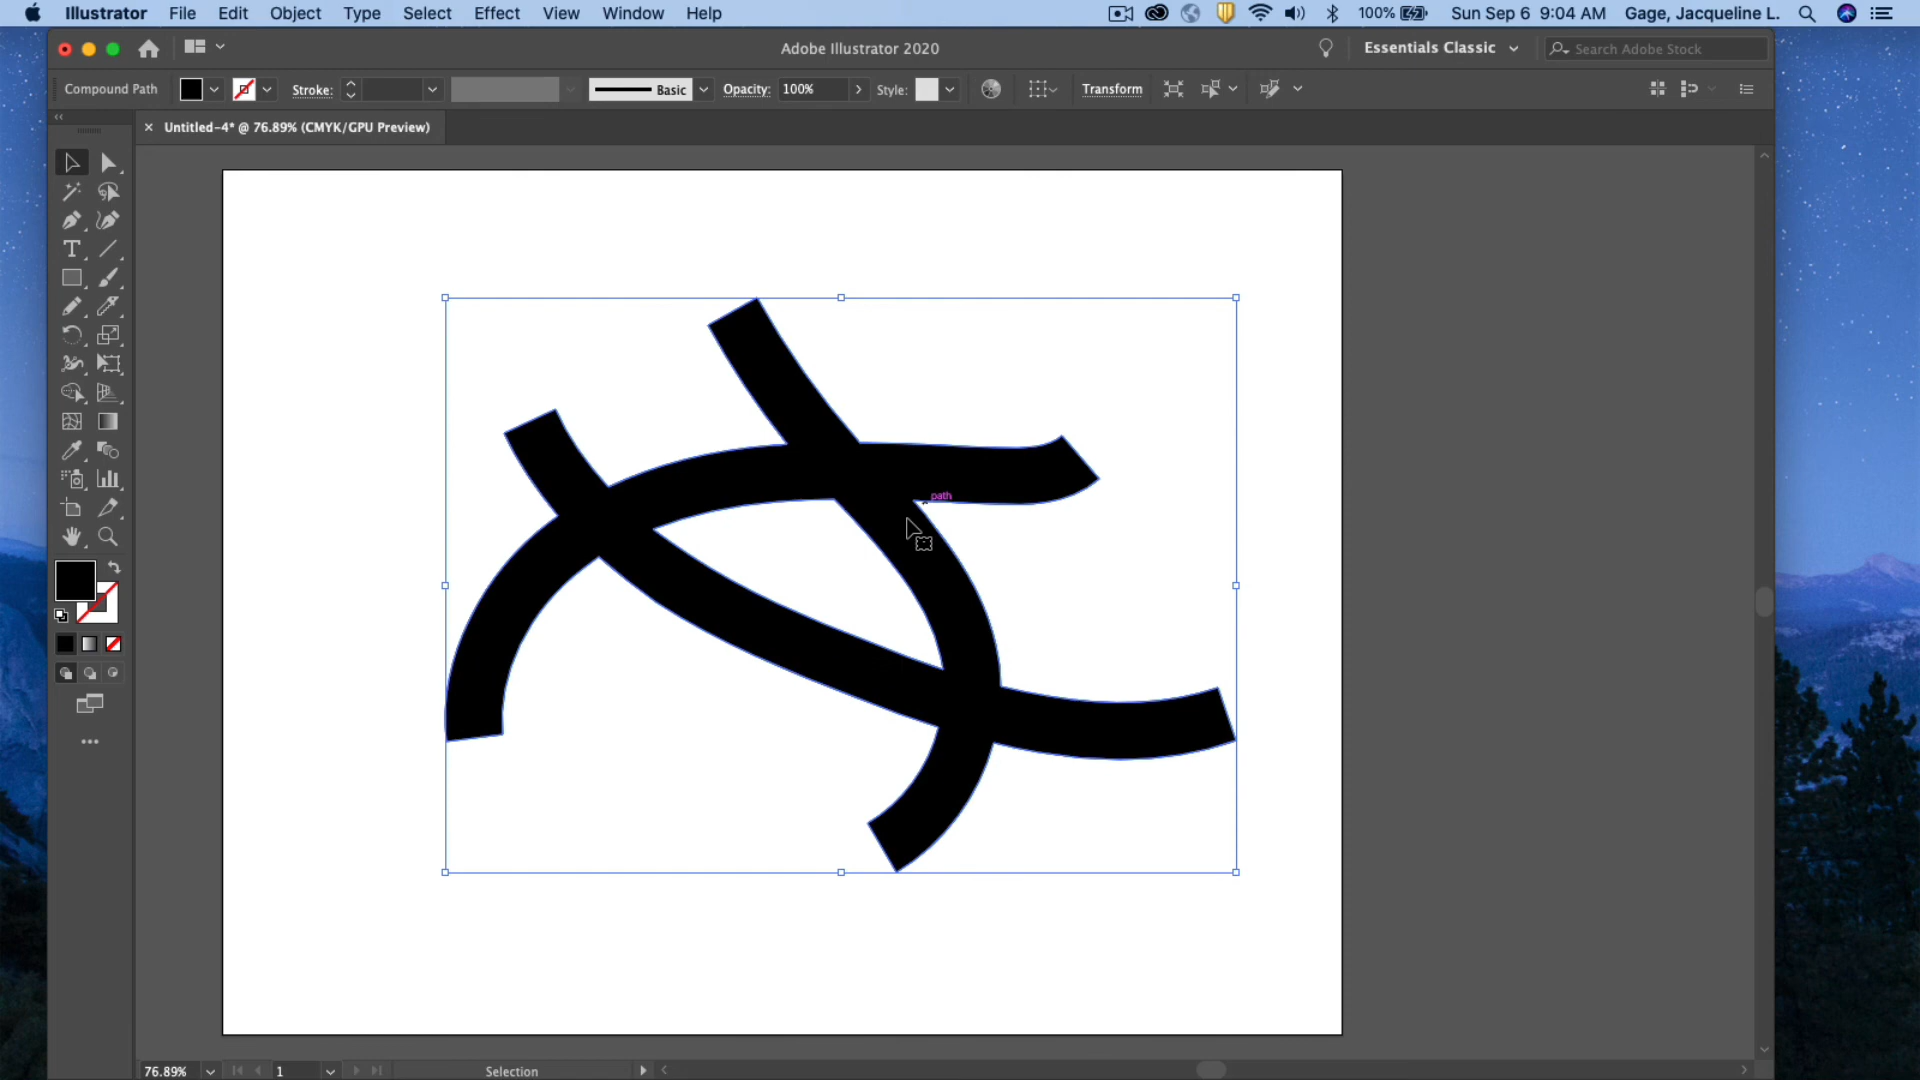 Illustrator File Edit Object Type Select Effect View Window Help 100% Sun Sep 6 9:04 AM Gage, Jacqueline L.
Adobe Illustrator 2020 Essentials Classic Search Adobe Stock
Compound Path Stroke: Basic Opacity: 100% Style: Transform
Untitled-4* @ 76.89% (CMYK/GPU Preview)
path
76.89% 1 Selection